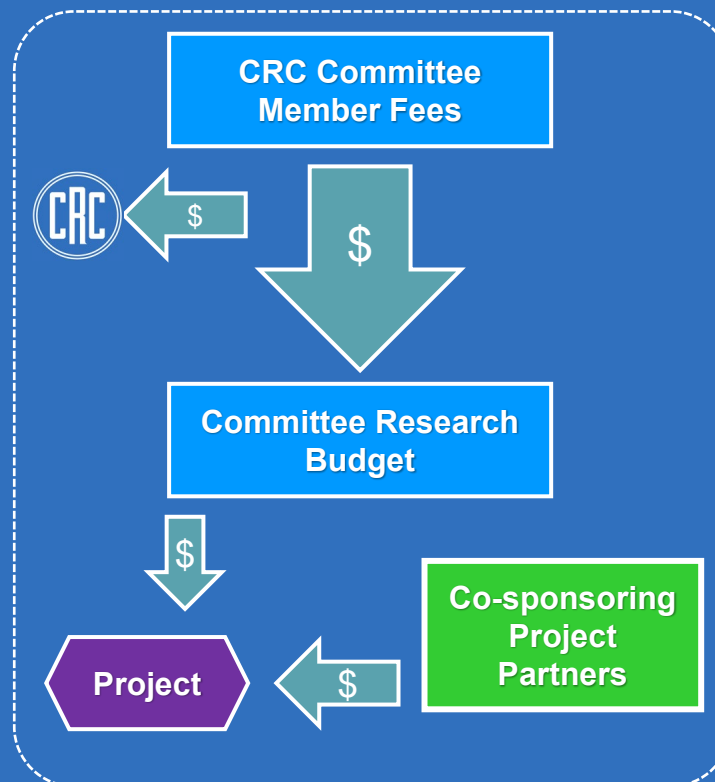 CRC Committee
Member Fees
CRC
$
$
Committee Research
Budget
$
Co-sponsoring
Project
Partners
Project
$